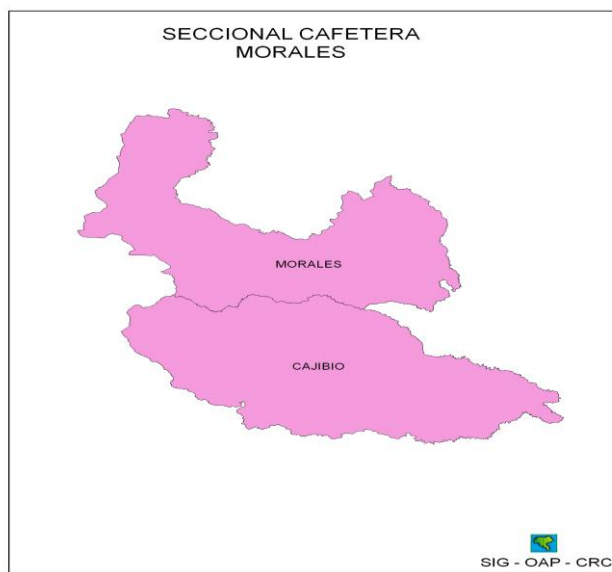 SECCIONAL CAFETERA
MORALES
MORALES
CAJIBIO
SIG - OAP - CRC